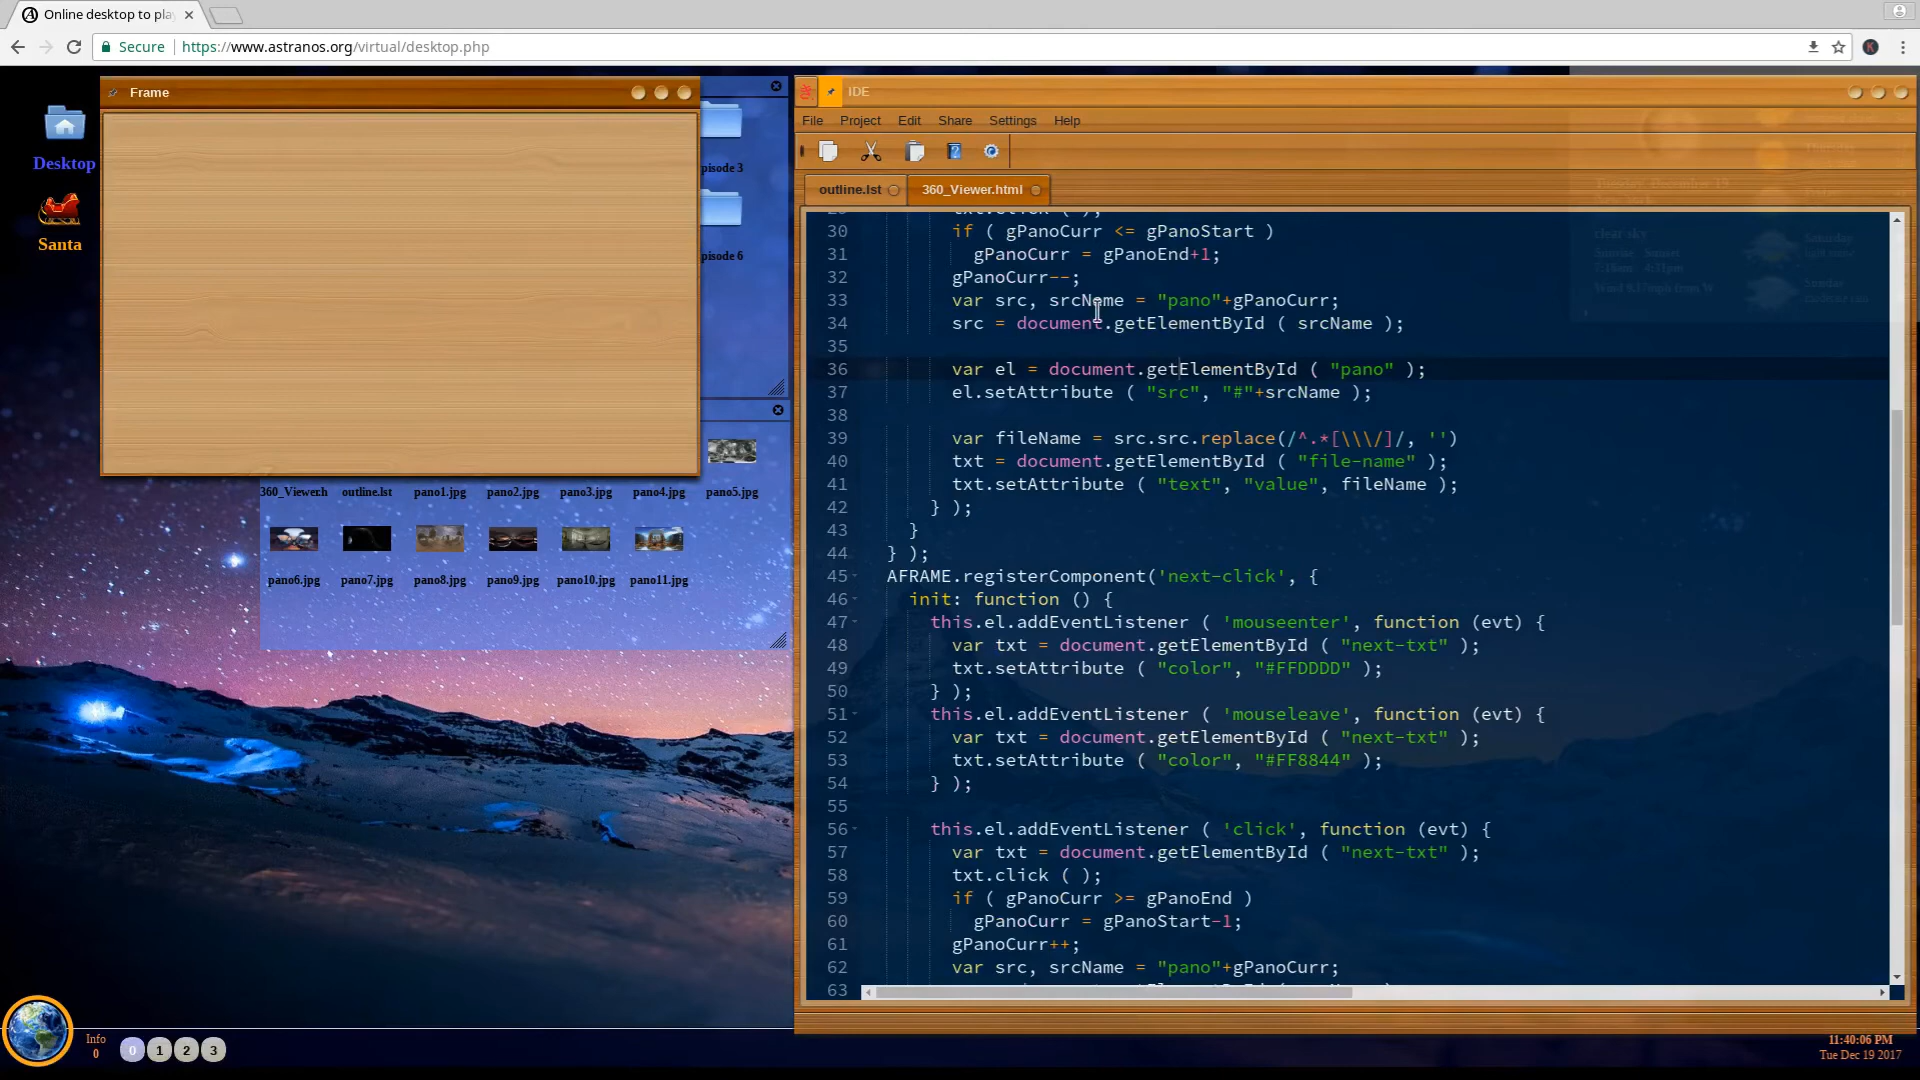 Online desktop to pla
Secure
https://www.astranos.org/virtual/desktop.php
Desktop
Santa
Frame
pisode 3
pisode 6
360_Viewer.h
outline.lst
pano1.jpg
pano2.jpg
pano3.jpg
pano4.jpg
pano5.jpg
pano6.jpg
pano7.jpg
pano8.jpg
pano9.jpg
pano10.jpg
pano11.jpg
IDE
File Project Edit Share Settings Help
outline.lst
360_Viewer.html
30 if ( gPanoCurr <= gPanoStart )
31 gPanoCurr = gPanoEnd+1;
32 gPanoCurr--;
33 var src, srcName = "pano"+gPanoCurr;
34 src = document.getElementById ( srcName );
35
36 var el = document.getElementById ( "pano" );
37 el.setAttribute ( "src", "#"+srcName );
38
39 var fileName = src.src.replace(/^.*[\\\/]/, '')
40 txt = document.getElementById ( "file-name" );
41 txt.setAttribute ( "text", "value", fileName );
42 } );
43 }
44 } );
45 AFRAME.registerComponent('next-click', {
46 init: function () {
47 this.el.addEventListener ( 'mouseenter', function (evt) {
48 var txt = document.getElementById ( "next-txt" );
49 txt.setAttribute ( "color", "#FFDDDD" );
50 } );
51 this.el.addEventListener ( 'mouseleave', function (evt) {
52 var txt = document.getElementById ( "next-txt" );
53 txt.setAttribute ( "color", "#FF8844" );
54 } );
55
56 this.el.addEventListener ( 'click', function (evt) {
57 var txt = document.getElementById ( "next-txt" );
58 txt.click ( );
59 if ( gPanoCurr >= gPanoEnd )
60 gPanoCurr = gPanoStart-1;
61 gPanoCurr++;
62 var src, srcName = "pano"+gPanoCurr;
63
Info
0
0 1 2 3
11:40:06 PM
Tue Dec 19 2017